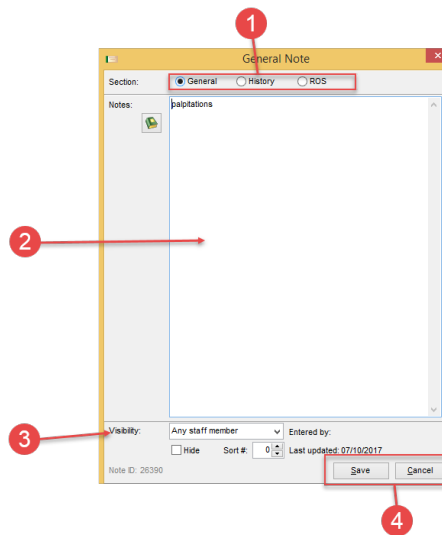 1
General Note
Section: General History ROS
Notes: palpitations
2
3
Visibility: Any staff member Entered by:
Hide Sort #: 0 Last updated: 07/10/2017
Note ID: 26390 Save Cancel
4